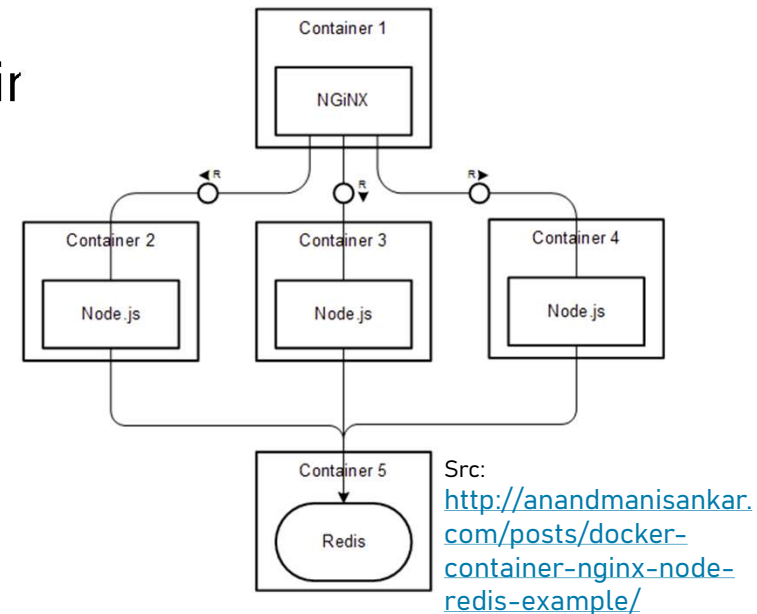 Container 1
NGiNX
R
R
R
Container 2
Container 3
Container 4
Node.js
Node.js
Node.js
Container 5
Redis
Src:
http://anandmanisankar.
com/posts/docker-
container-nginx-node-
redis-example/